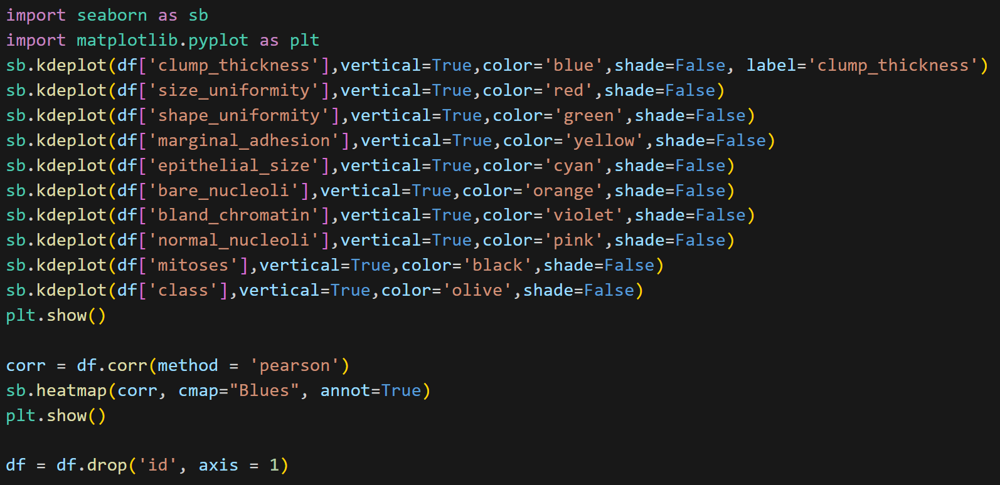 import seaborn as sb
import matplotlib.pyplot as plt
sb.kdeplot(df['clump_thickness'],vertical=True,color='blue',shade=False, label='clump_thickness')
sb.kdeplot(df['size_uniformity'],vertical=True,color='red',shade=False)
sb.kdeplot(df['shape_uniformity'],vertical=True,color='green',shade=False)
sb.kdeplot(df['marginal_adhesion'],vertical=True,color='yellow',shade=False)
sb.kdeplot(df['epithelial_size'],vertical=True,color='cyan',shade=False)
sb.kdeplot(df['bare_nucleoli'],vertical=True,color='orange',shade=False)
sb.kdeplot(df['bland_chromatin'],vertical=True,color='violet',shade=False)
sb.kdeplot(df['normal_nucleoli'],vertical=True,color='pink',shade=False)
sb.kdeplot(df['mitoses'],vertical=True,color='black',shade=False)
sb.kdeplot(df['class'],vertical=True,color='olive',shade=False)
plt.show()

corr = df.corr(method = 'pearson')
sb.heatmap(corr, cmap="Blues", annot=True)
plt.show()

df = df.drop('id', axis = 1)